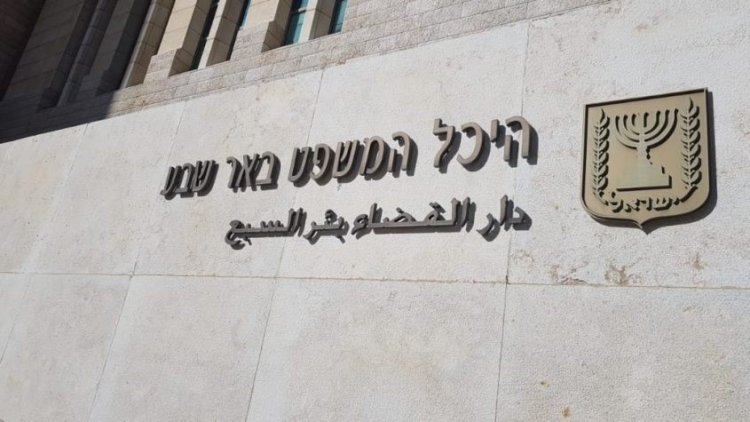 היכל המשפט באר שבע
دار القضاء بئر السبع
ישראל